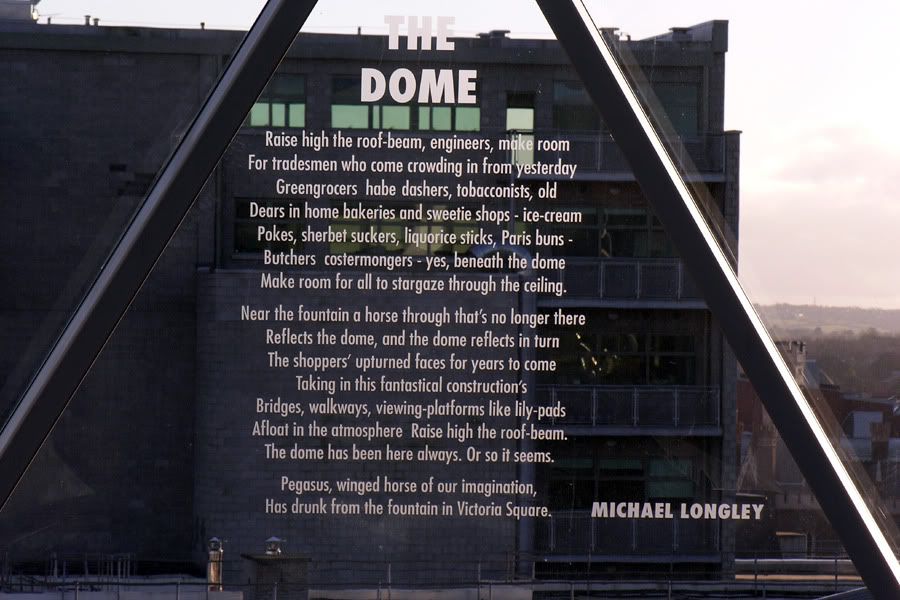 THE
DOME
Raise high the roof-beam, engineers, make room
For tradesmen who come crowding in from yesterday
Greengrocers habe dashers, tobacconists, old
Dears in home bakeries and sweetie shops - ice-cream
Pokes, sherbet suckers, liquorice sticks, Paris buns -
Butchers costermongers - yes, beneath the dome
Make room for all to stargaze through the ceiling.
Near the fountain a horse through that's no longer there
Reflects the dome, and the dome reflects in turn
The shoppers' upturned faces for years to come
Taking in this fantastical construction's
Bridges, walkways, viewing-platforms like lily-pads
Afloat in the atmosphere Raise high the roof-beam.
The dome has been here always. Or so it seems.
Pegasus, winged horse of our imagination,
Has drunk from the fountain in Victoria Square.
MICHAEL LONGLEY